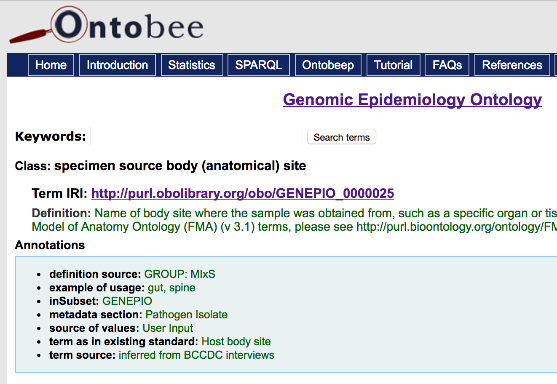 Ontobee
Home Introduction Statistics SPARQL Ontobeep Tutorial FAQs References
Genomic Epidemiology Ontology
Keywords: Search terms
Class: specimen source body (anatomical) site
Term IRI: http://purl.obolibrary.org/obo/GENEPIO_0000025
Definition: Name of body site where the sample was obtained from, such as a specific organ or tis
Model of Anatomy Ontology (FMA) (v 3.1) terms, please see http://purl.bioontology.org/ontology/FM
Annotations
• definition source: GROUP: MIxS
• example of usage: gut, spine
• inSubset: GENEPIO
• metadata section: Pathogen Isolate
• source of values: User Input
• term as in existing standard: Host body site
• term source: inferred from BCCDC interviews